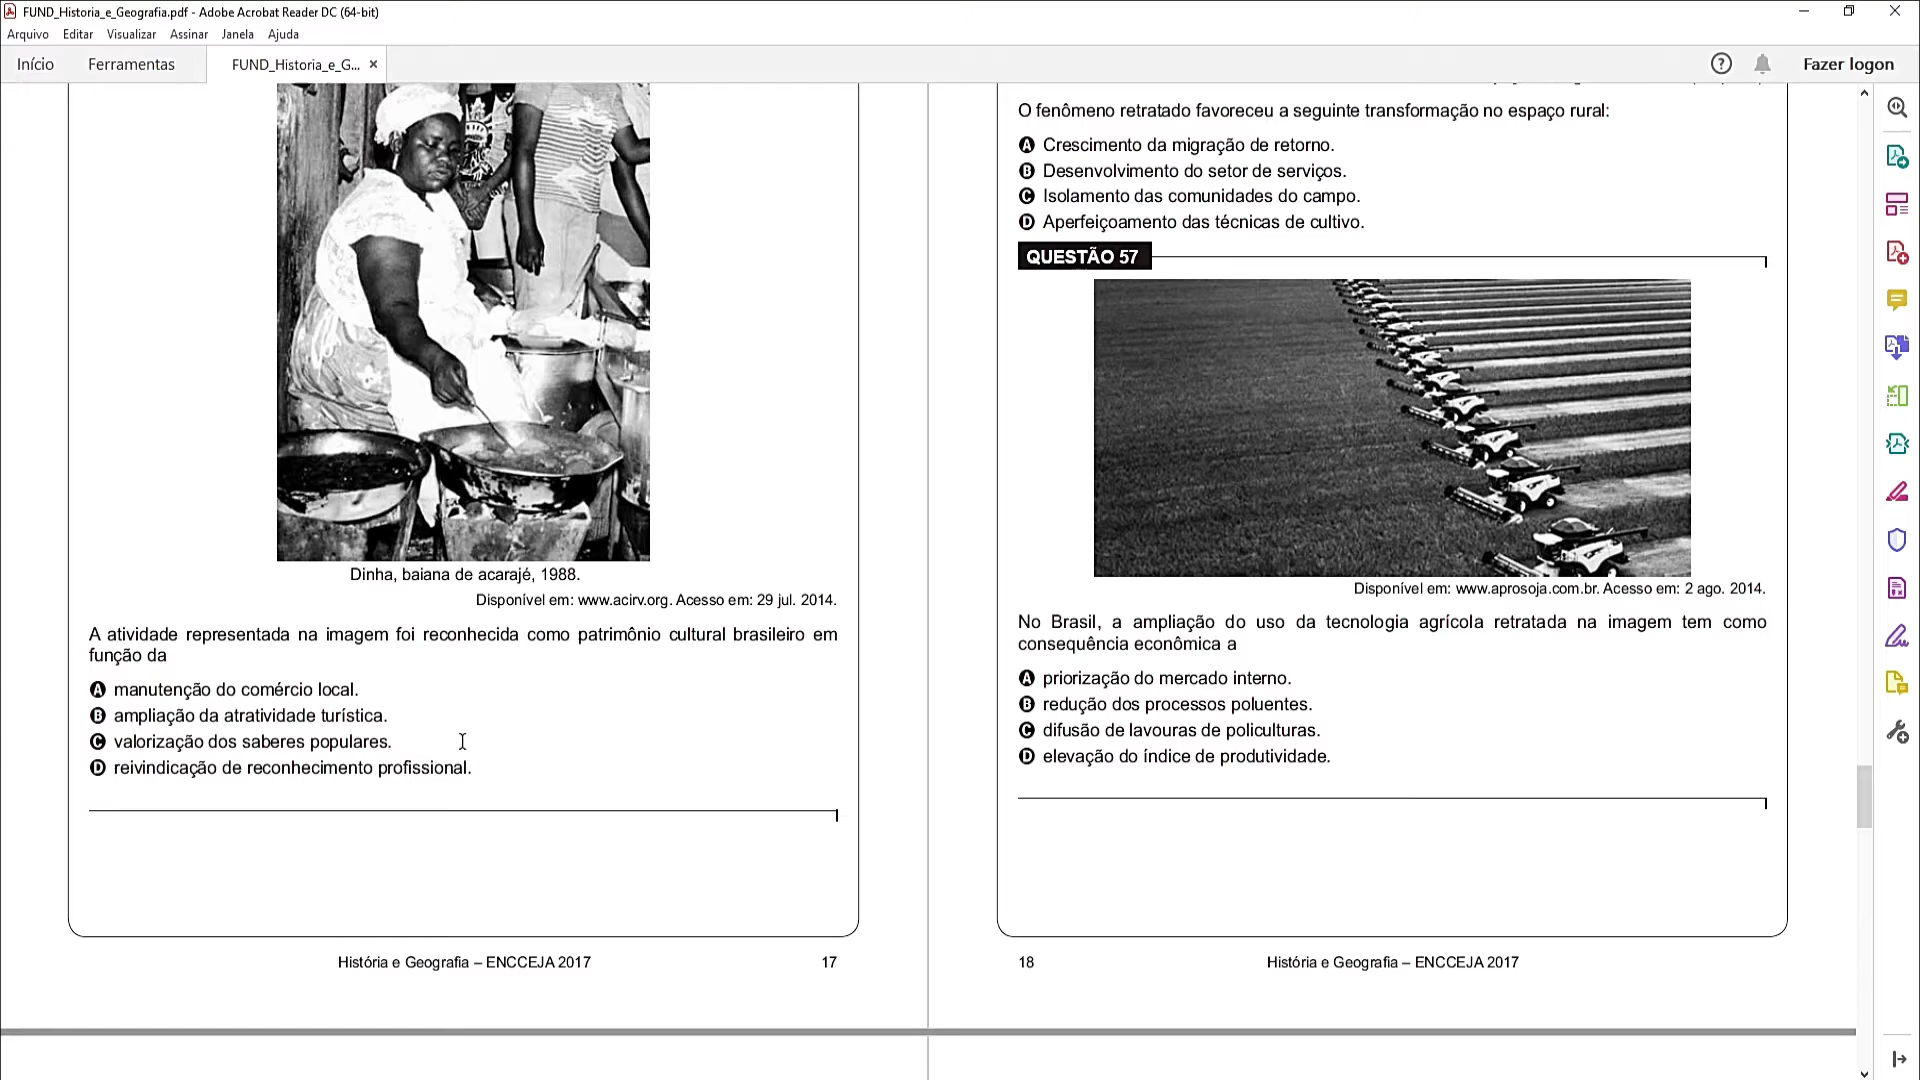 FUND_Historia_e_Geografia.pdf - Adobe Acrobat Reader DC (64-bit)
Arquivo Editar Visualizar Assinar Janela Ajuda
Início Ferramentas FUND_Historia_e_G... × Fazer logon
Dinha, baiana de acarajé, 1988.
Disponível em: www.acirv.org. Acesso em: 29 jul. 2014.
A atividade representada na imagem foi reconhecida como patrimônio cultural brasileiro em
função da
A manutenção do comércio local.
B ampliação da atratividade turística.
C valorização dos saberes populares.
D reivindicação de reconhecimento profissional.
História e Geografia – ENCCEJA 2017 17
O fenômeno retratado favoreceu a seguinte transformação no espaço rural:
A Crescimento da migração de retorno.
B Desenvolvimento do setor de serviços.
C Isolamento das comunidades do campo.
D Aperfeiçoamento das técnicas de cultivo.
QUESTÃO 57
Disponível em: www.aprosoja.com.br. Acesso em: 2 ago. 2014.
No Brasil, a ampliação do uso da tecnologia agrícola retratada na imagem tem como
consequência econômica a
A priorização do mercado interno.
B redução dos processos poluentes.
C difusão de lavouras de policulturas.
D elevação do índice de produtividade.
18 História e Geografia – ENCCEJA 2017